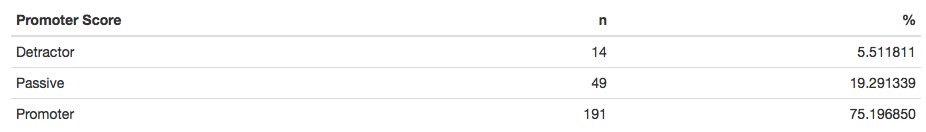 Promoter Score n %
Detractor 14 5.511811
Passive 49 19.291339
Promoter 191 75.196850